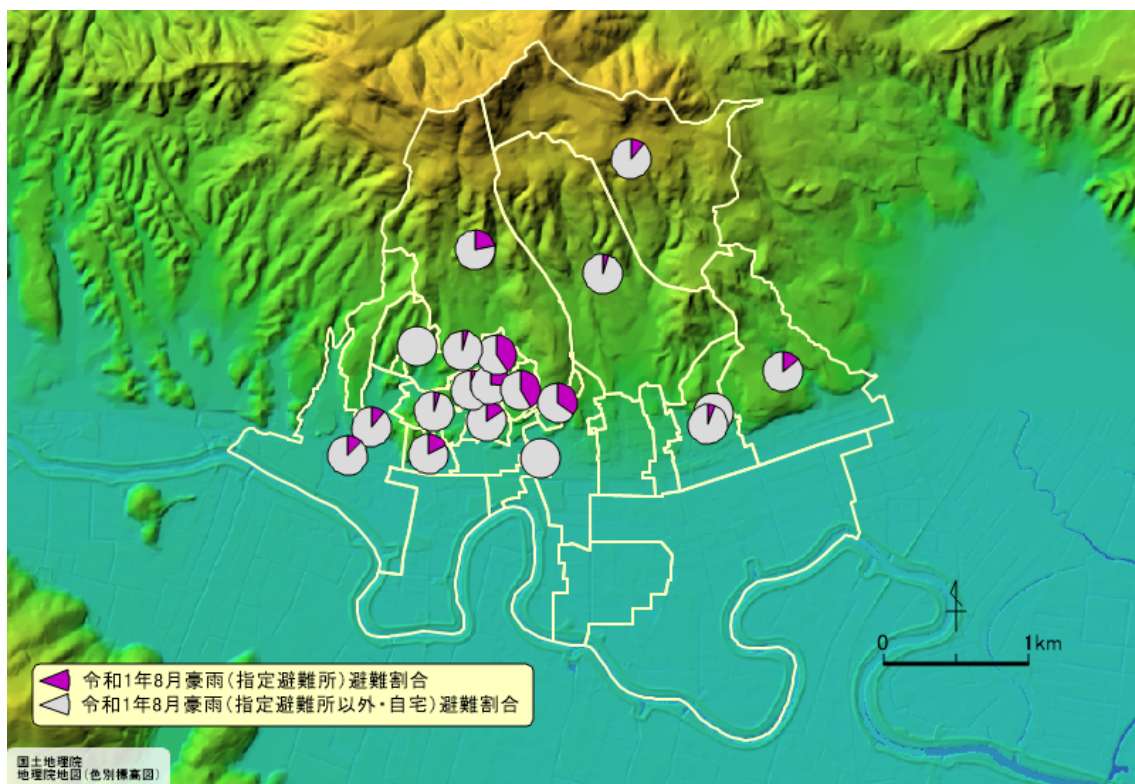 0 1km
令和1年8月豪雨(指定避難所)避難割合
令和1年8月豪雨(指定避難所以外・自宅)避難割合
国土地理院
地理院地図(色別標高図)